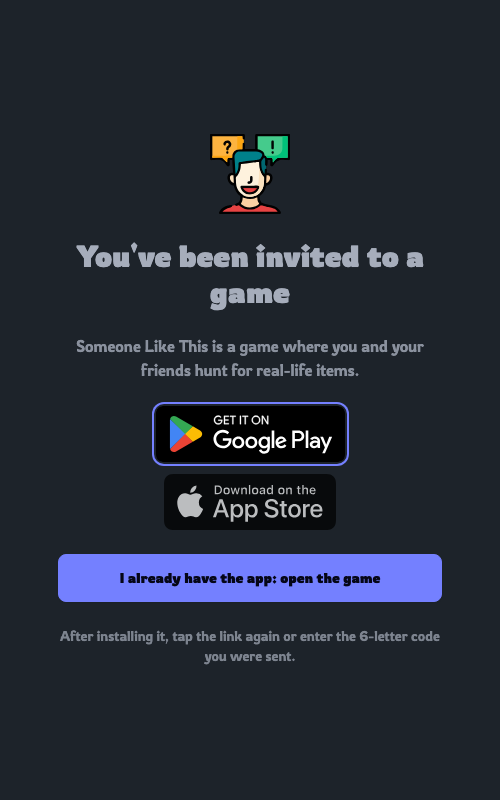 ?
!
You've been invited to a
game
Someone Like This is a game where you and your
friends hunt for real-life items.
GET IT ON
Google Play
Download on the
App Store
I already have the app: open the game
After installing it, tap the link again or enter the 6-letter code
you were sent.